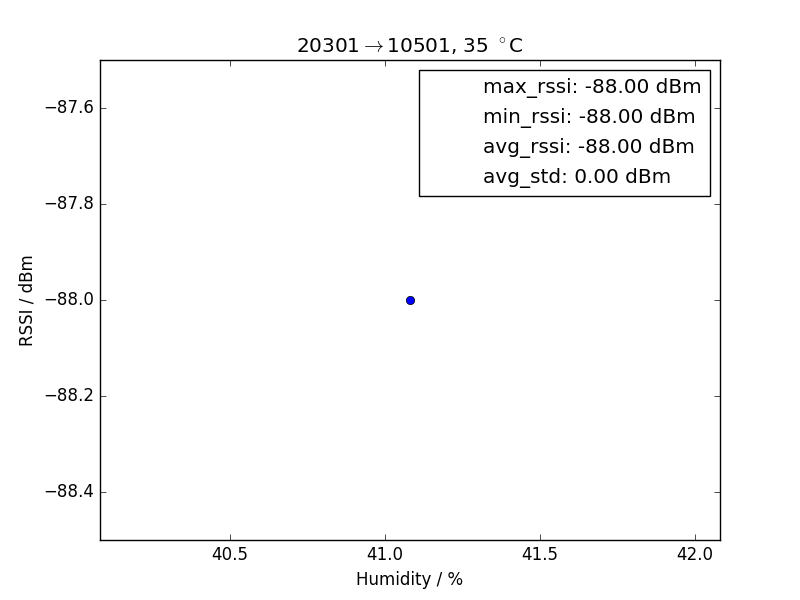 20301→10501, 35 °C
max_rssi: -88.00 dBm
min_rssi: -88.00 dBm
avg_rssi: -88.00 dBm
avg_std: 0.00 dBm
−87.6
−87.8
−88.0
−88.2
−88.4
RSSI / dBm
40.5 41.0 41.5 42.0
Humidity / %